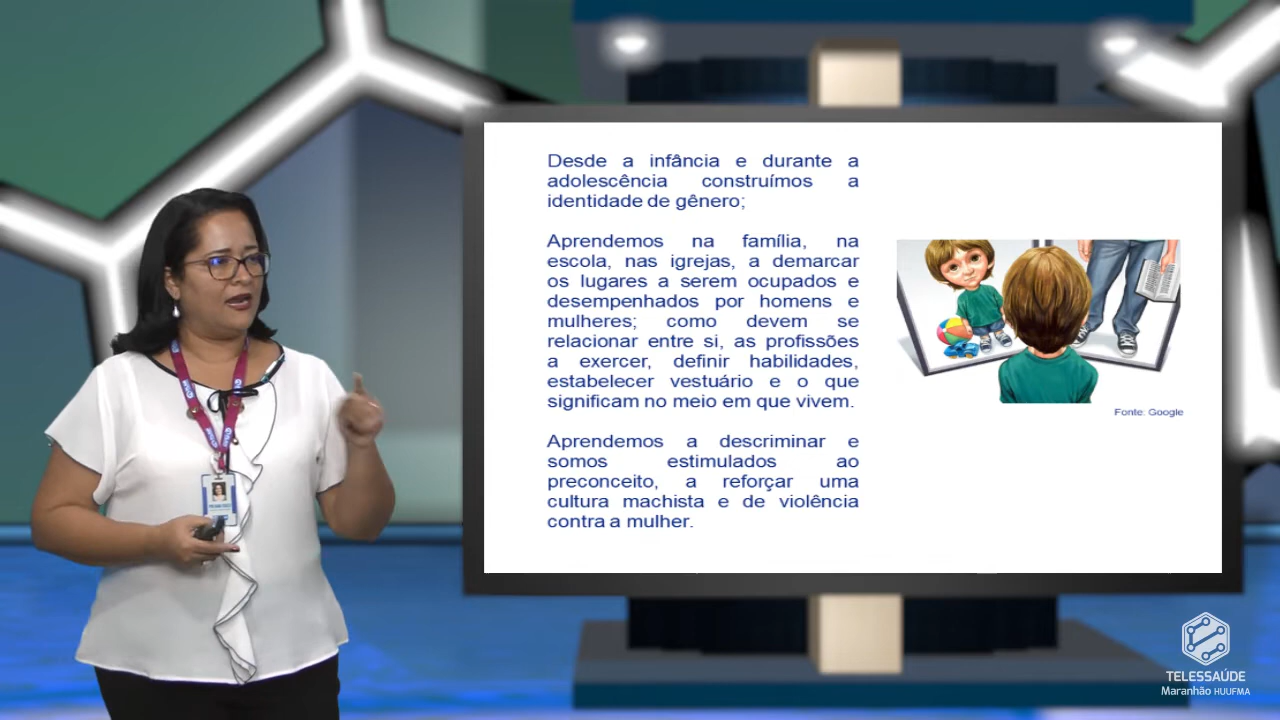 Desde a infância e durante a
adolescência construímos a
identidade de gênero;
Aprendemos na família, na
escola, nas igrejas, a demarcar
os lugares a serem ocupados e
desempenhados por homens e
mulheres; como devem se
relacionar entre si, as profissões
a exercer, definir habilidades,
estabelecer vestuário e o que
significam no meio em que vivem.
Aprendemos a descriminar e
somos estimulados ao
preconceito, a reforçar uma
cultura machista e de violência
contra a mulher.
Fonte: Google
TELESSAÚDE
Maranhão HUUFMA